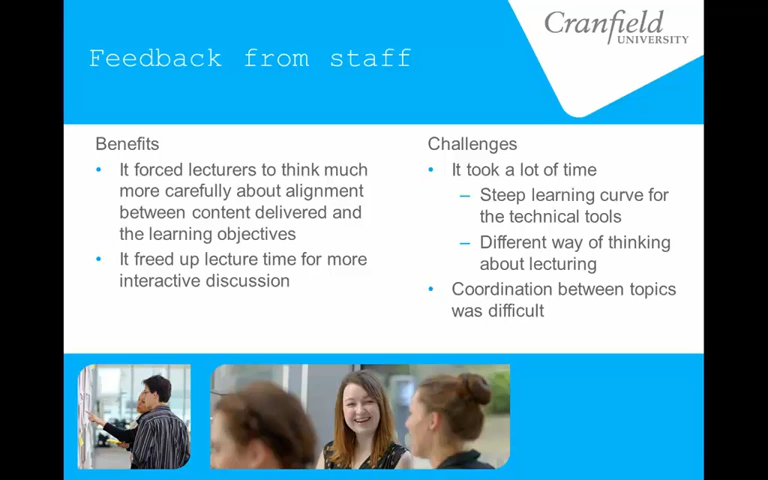 Cranfield
UNIVERSITY
Feedback from staff
Benefits
• It forced lecturers to think much
more carefully about alignment
between content delivered and
the learning objectives
• It freed up lecture time for more
interactive discussion
Challenges
• It took a lot of time
– Steep learning curve for
the technical tools
– Different way of thinking
about lecturing
• Coordination between topics
was difficult